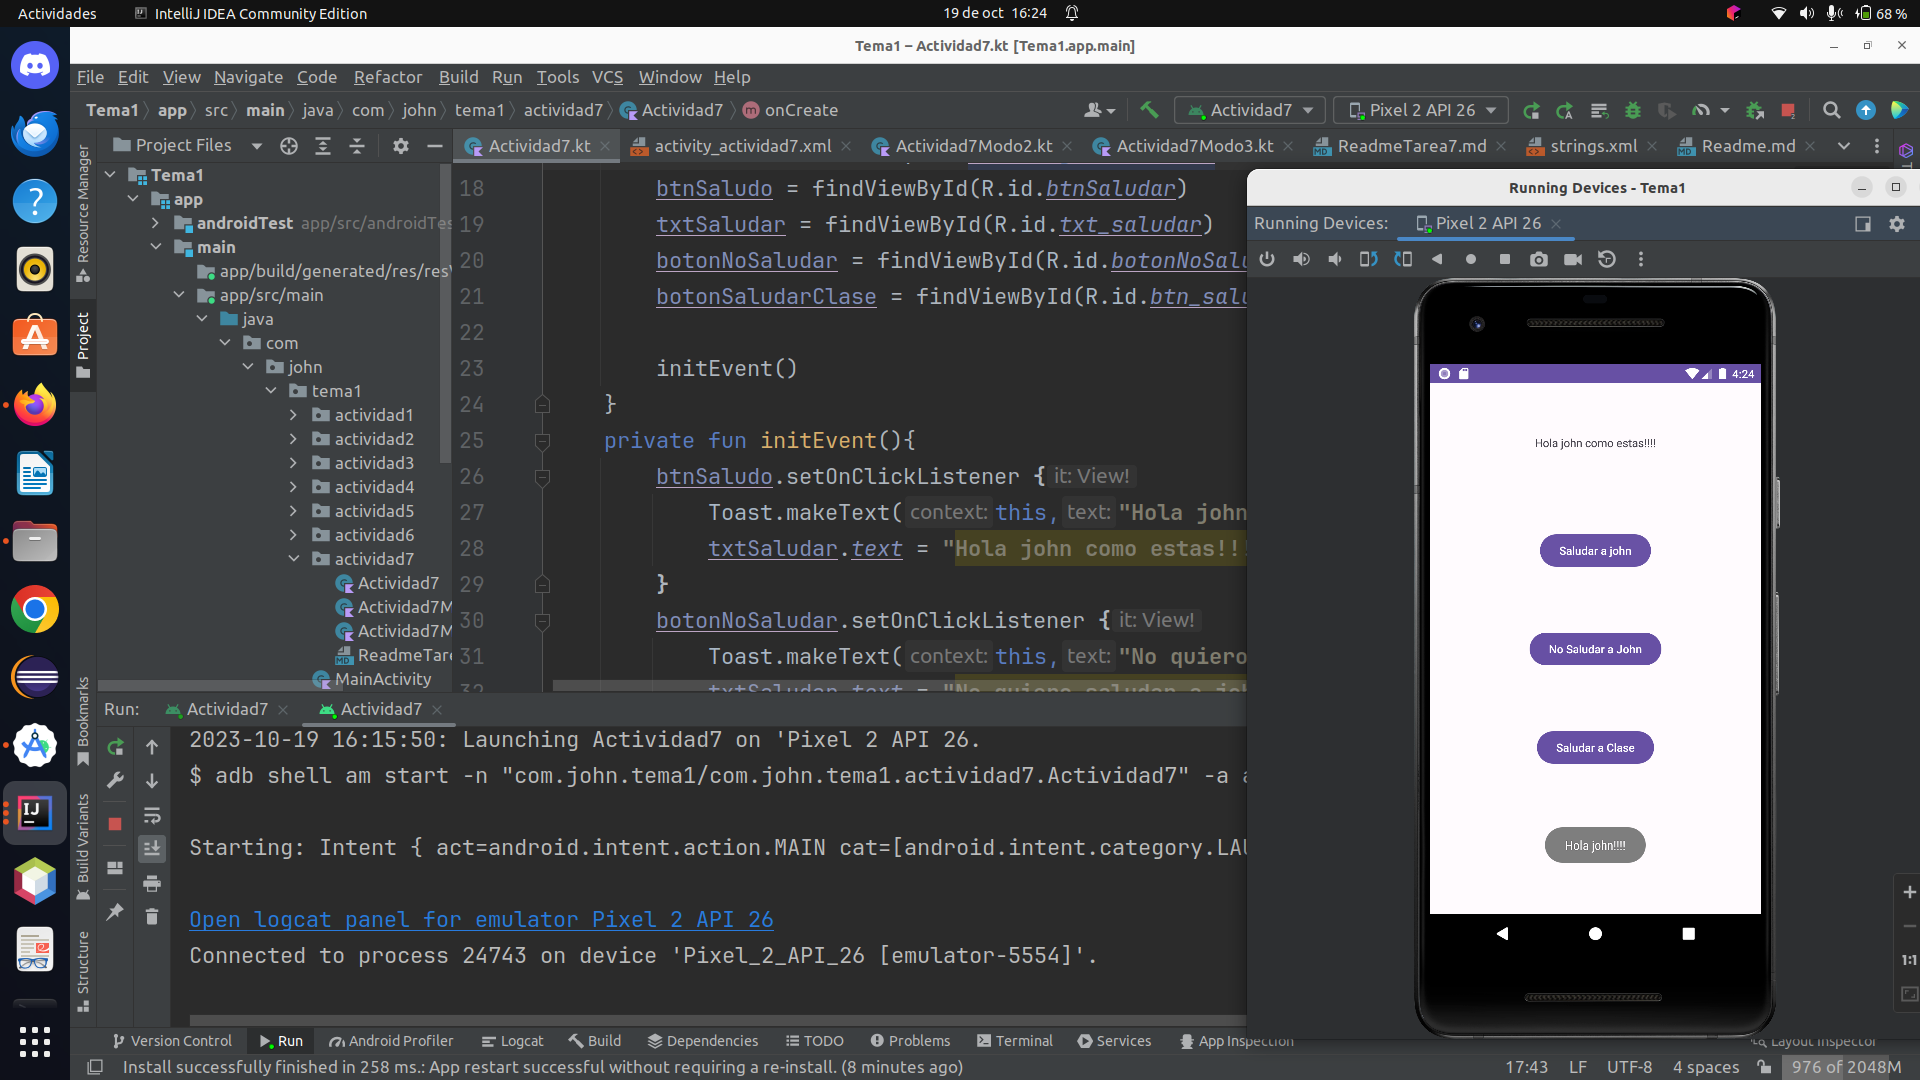 Actividades
IntelliJ IDEA Community Edition
19 de oct 16:24
68 %
Tema1 – Actividad7.kt [Tema1.app.main]
File Edit View Navigate Code Refactor Build Run Tools VCS Window Help
Tema1 app src main java com john tema1 actividad7 Actividad7 onCreate
Actividad7
Pixel 2 API 26
Project Files
Actividad7.kt
activity_actividad7.xml
Actividad7Modo2.kt
Actividad7Modo3.kt
ReadmeTarea7.md
strings.xml
Readme.md
Resource Manager
Project
Bookmarks
Build Variants
Structure
Tema1
app
androidTest app/src/androidTes
main
app/build/generated/res/res
app/src/main
java
com
john
tema1
actividad1
actividad2
actividad3
actividad4
actividad5
actividad6
actividad7
Actividad7
Actividad7M
Actividad7M
ReadmeTare
MainActivity
18 btnSaludo = findViewById(R.id.btnSaludar)
19 txtSaludar = findViewById(R.id.txt_saludar)
20 botonNoSaludar = findViewById(R.id.botonNoSalu
21 botonSaludarClase = findViewById(R.id.btn_salu
22
23 initEvent()
24 }
25 private fun initEvent(){
26 btnSaludo.setOnClickListener { it: View!
27 Toast.makeText( context: this, text: "Hola john
28 txtSaludar.text = "Hola john como estas!!!
29 }
30 botonNoSaludar.setOnClickListener { it: View!
31 Toast.makeText( context: this, text: "No quiero
32 txtSaludar.text = "No quiero saludar a joh
Running Devices - Tema1
Running Devices:
Pixel 2 API 26
4:24
Hola john como estas!!!!
Saludar a john
No Saludar a John
Saludar a Clase
Hola john!!!!
1:1
Run:
Actividad7
Actividad7
2023-10-19 16:15:50: Launching Actividad7 on 'Pixel 2 API 26.
$ adb shell am start -n "com.john.tema1/com.john.tema1.actividad7.Actividad7" -a a
Starting: Intent { act=android.intent.action.MAIN cat=[android.intent.category.LAU
Open logcat panel for emulator Pixel 2 API 26
Connected to process 24743 on device 'Pixel_2_API_26 [emulator-5554]'.
Version Control
Run
Android Profiler
Logcat
Build
Dependencies
TODO
Problems
Terminal
Services
App Inspection
Layout Inspector
Install successfully finished in 258 ms.: App restart successful without requiring a re-install. (8 minutes ago)
17:43 LF UTF-8 4 spaces 976 of 2048M